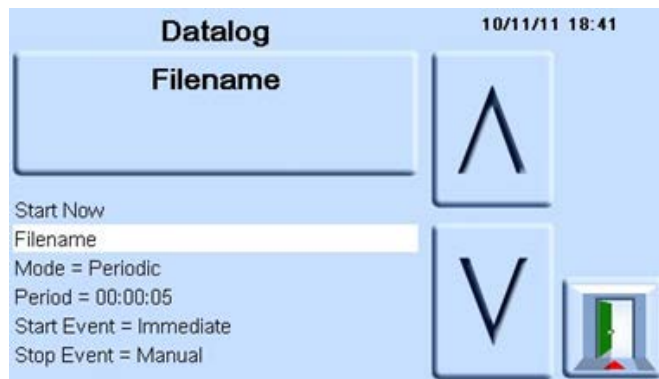 Datalog
10/11/11 18:41
Filename
Start Now
Filename
Mode = Periodic
Period = 00:00:05
Start Event = Immediate
Stop Event = Manual